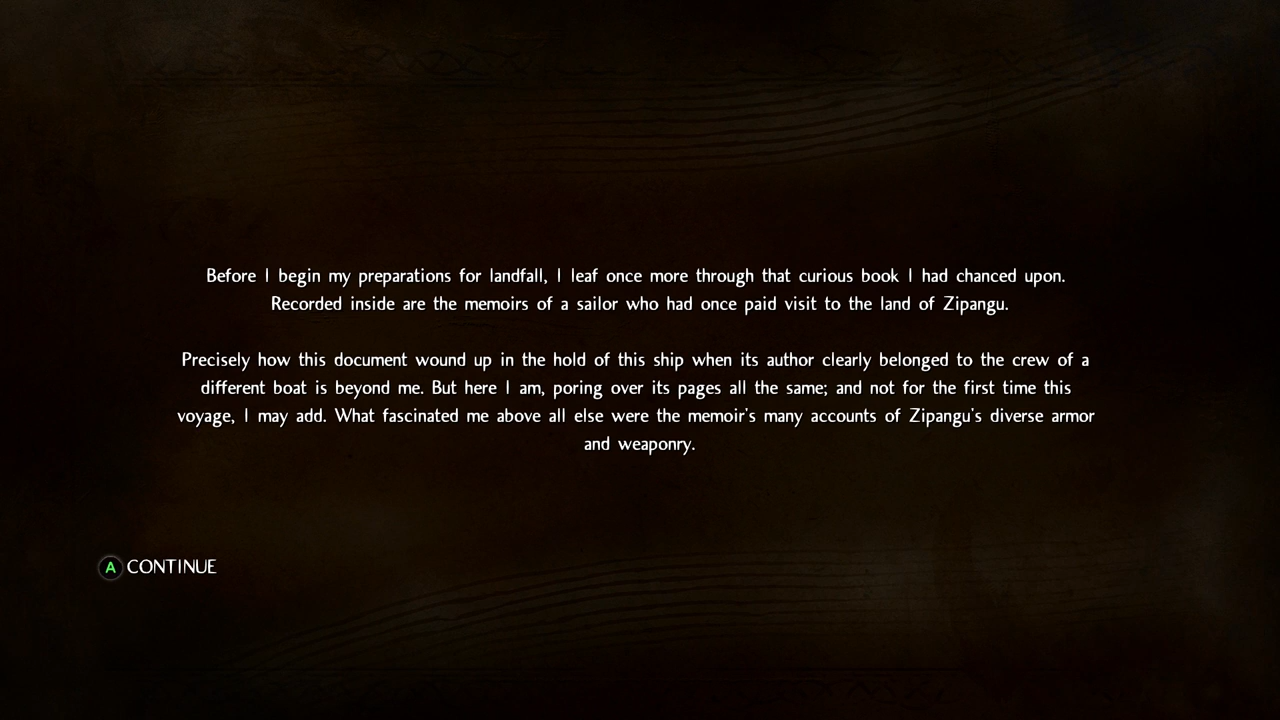 Before I begin my preparations for landfall, I leaf once more through that curious book I had chanced upon.
Recorded inside are the memoirs of a sailor who had once paid visit to the land of Zipangu.
Precisely how this document wound up in the hold of this ship when its author clearly belonged to the crew of a
different boat is beyond me. But here I am, poring over its pages all the same; and not for the first time this
voyage, I may add. What fascinated me above all else were the memoir's many accounts of Zipangu's diverse armor
and weaponry.
A CONTINUE